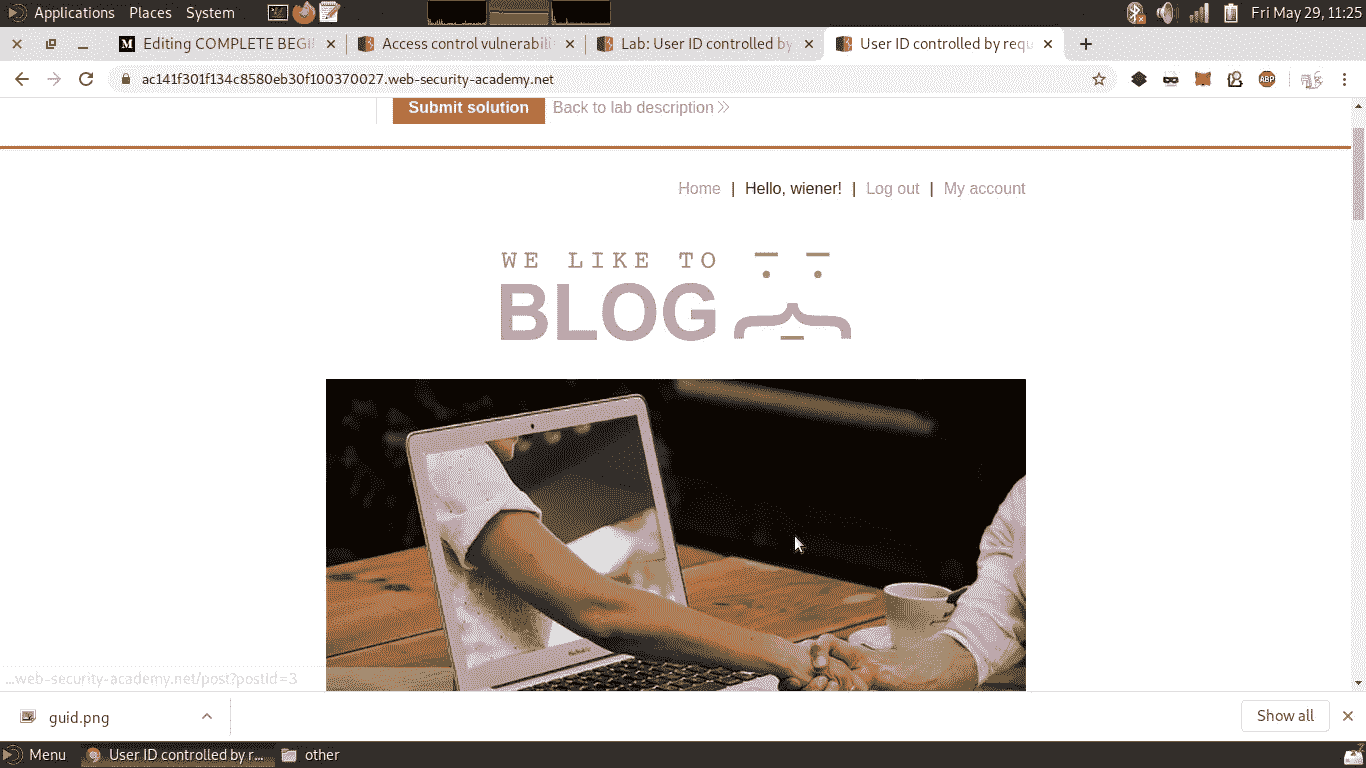 Applications Places System Fri May 29, 11:25
Editing COMPLETE BEGI Access control vulnerabili Lab: User ID controlled by User ID controlled by requ
ac141f301f134c8580eb30f100370027.web-security-academy.net
ABP
Submit solution Back to lab description
Home | Hello, wiener! | Log out | My account
WE LIKE TO
BLOG
...web-security-academy.net/post?postid=3
guid.png Show all
Menu User ID controlled by r... other